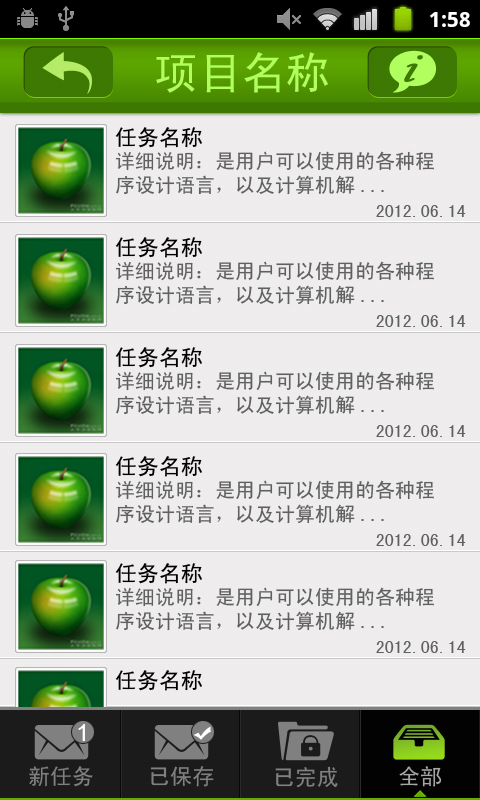 1:58
项目名称
任务名称
详细说明：是用户可以使用的各种程
序设计语言，以及计算机解...
2012.06.14
任务名称
详细说明：是用户可以使用的各种程
序设计语言，以及计算机解...
2012.06.14
任务名称
详细说明：是用户可以使用的各种程
序设计语言，以及计算机解...
2012.06.14
任务名称
详细说明：是用户可以使用的各种程
序设计语言，以及计算机解...
2012.06.14
任务名称
详细说明：是用户可以使用的各种程
序设计语言，以及计算机解...
2012.06.14
任务名称
1
新任务
已保存
已完成
全部